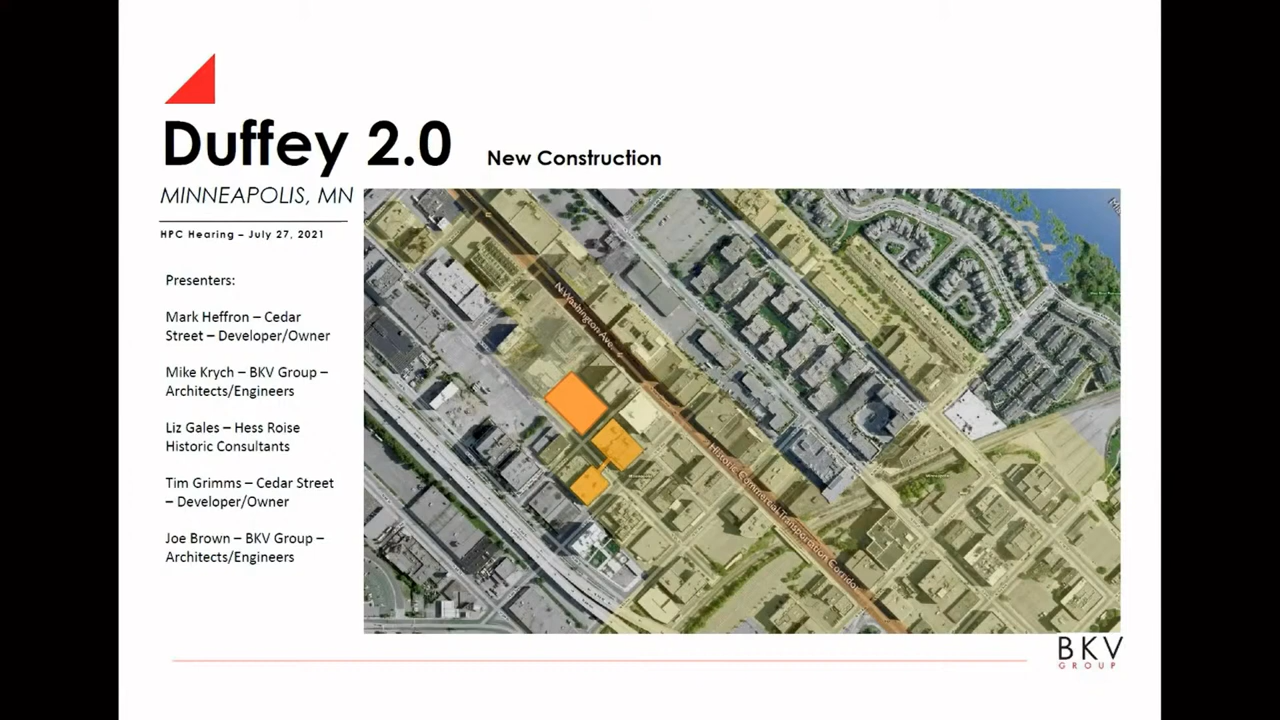 Duffey 2.0 New Construction
MINNEAPOLIS, MN
HPC Hearing – July 27, 2021
Presenters:
Mark Heffron – Cedar
Street – Developer/Owner
Mike Krych – BKV Group –
Architects/Engineers
Liz Gales – Hess Roise
Historic Consultants
Tim Grimms – Cedar Street
– Developer/Owner
Joe Brown – BKV Group –
Architects/Engineers
N Washington Ave
Historic Commercial Transportation Corridor
BKV
GROUP